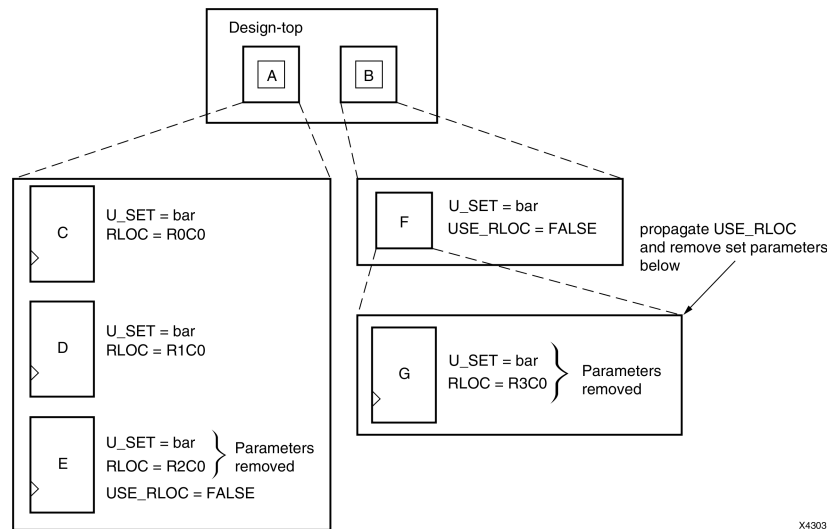 Design-top
A
B
C
U_SET = bar
RLOC = R0C0
D
U_SET = bar
RLOC = R1C0
E
U_SET = bar
RLOC = R2C0
USE_RLOC = FALSE
Parameters
removed
F
U_SET = bar
USE_RLOC = FALSE
propagate USE_RLOC
and remove set parameters
below
G
U_SET = bar
RLOC = R3C0
Parameters
removed
X4303